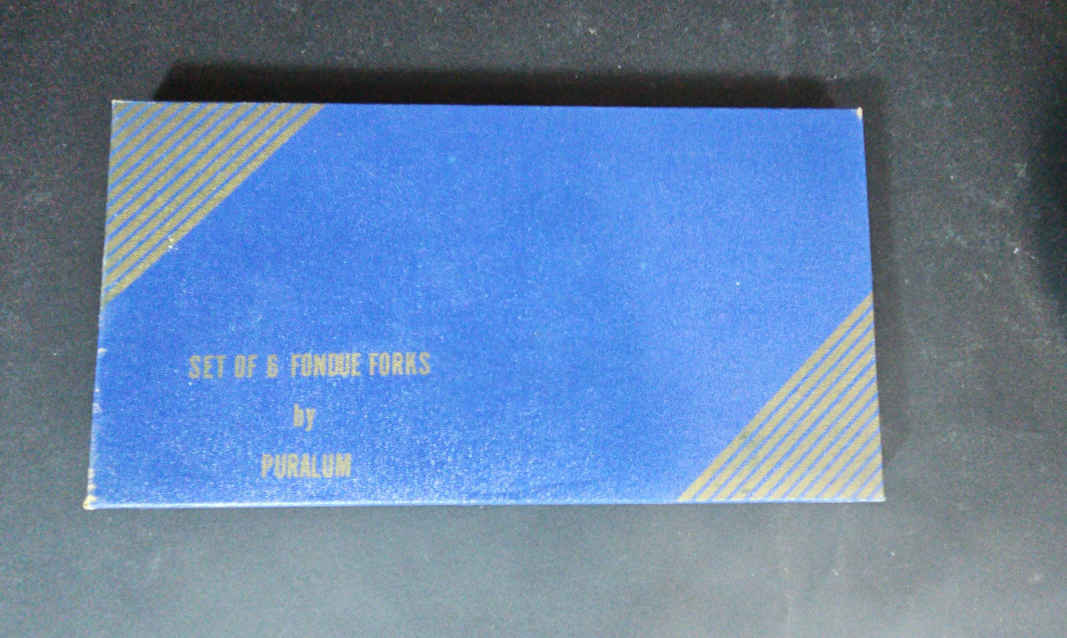 SET OF 6 FONDUE FORKS
by
PURALUM